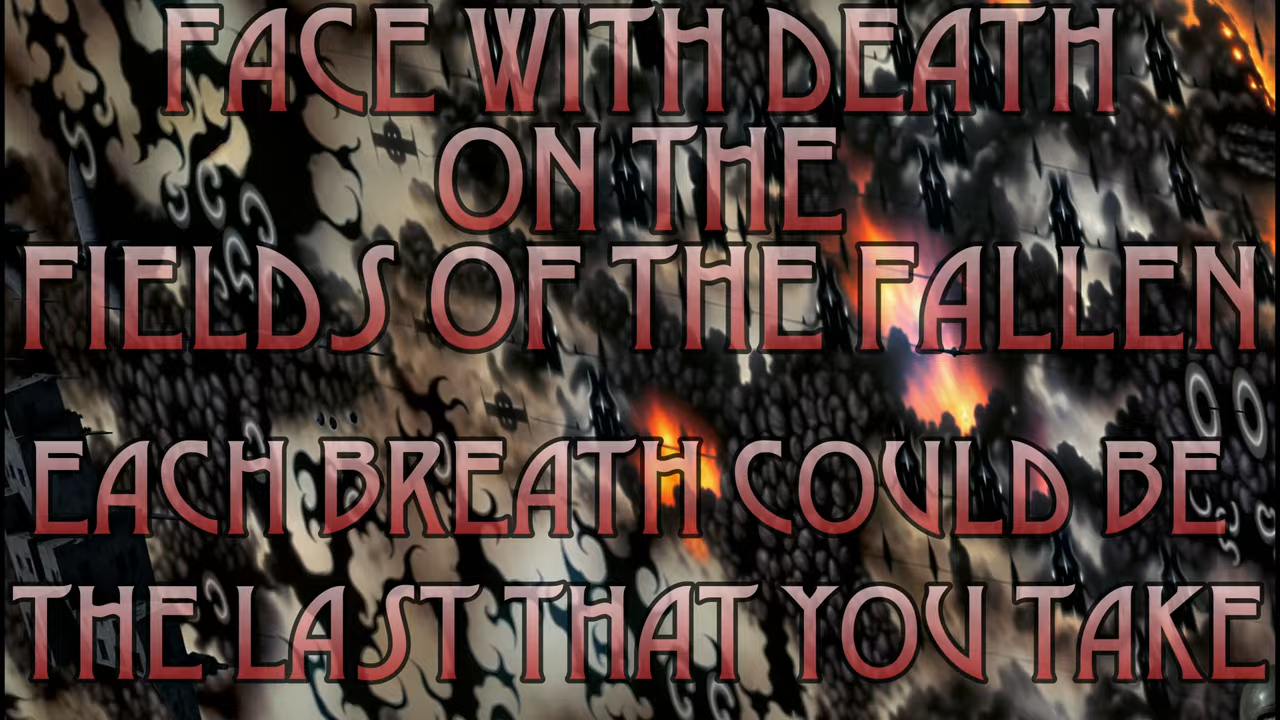 FACE WITH DEATH
ON THE
FIELDS OF THE FALLEN
EACH BREATH COULD BE
THE LAST THAT YOU TAKE